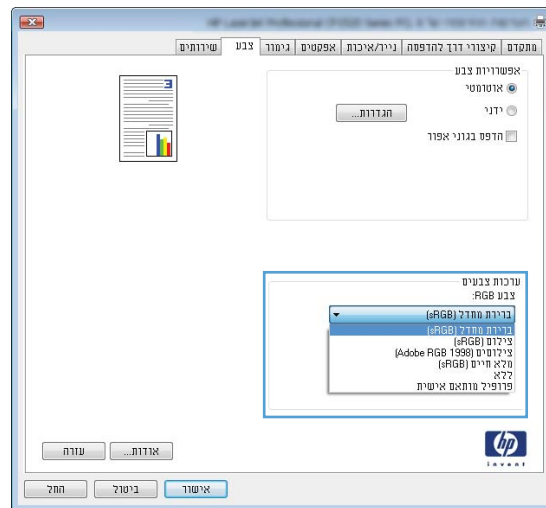 מתקדם קיצורי דרך להדפסה נייר/איכות אפקטים גימור צבע שירותים
אפשרויות צבע
אוטומטי
ידני
הגדרות...
הדפס בגוני אפור
ערכות צבעים
צבע RGB:
ברירת מחדל (sRGB)
ברירת מחדל (sRGB)
צילום (sRGB)
צילומים (Adobe RGB 1998)
מלא חיים (sRGB)
ללא
פרופיל מותאם אישית
hp
invent
אודות... עזרה
אישור ביטול החל